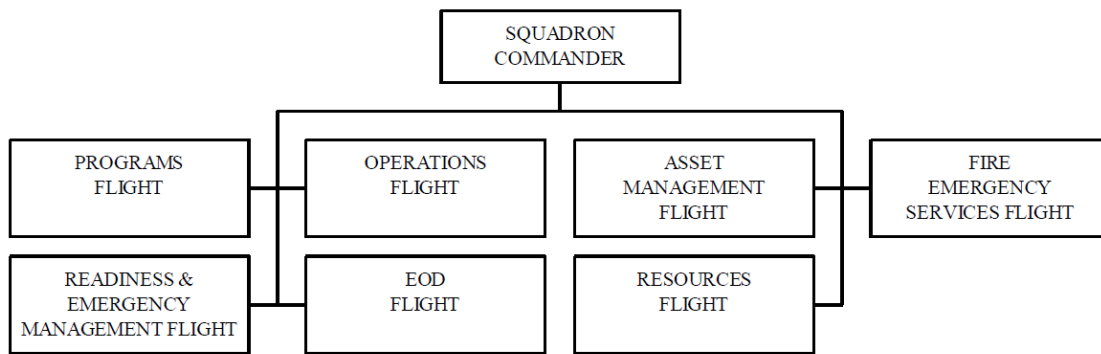 SQUADRON
COMMANDER
PROGRAMS
FLIGHT
OPERATIONS
FLIGHT
ASSET
MANAGEMENT
FLIGHT
FIRE
EMERGENCY
SERVICES FLIGHT
READINESS &
EMERGENCY
MANAGEMENT FLIGHT
EOD
FLIGHT
RESOURCES
FLIGHT